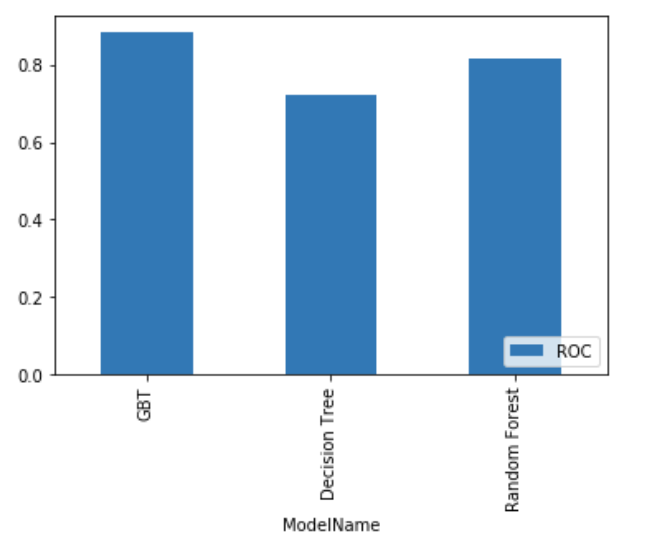 0.8
0.6
0.4
0.2
0.0
ROC
GBT
Decision Tree
Random Forest
ModelName